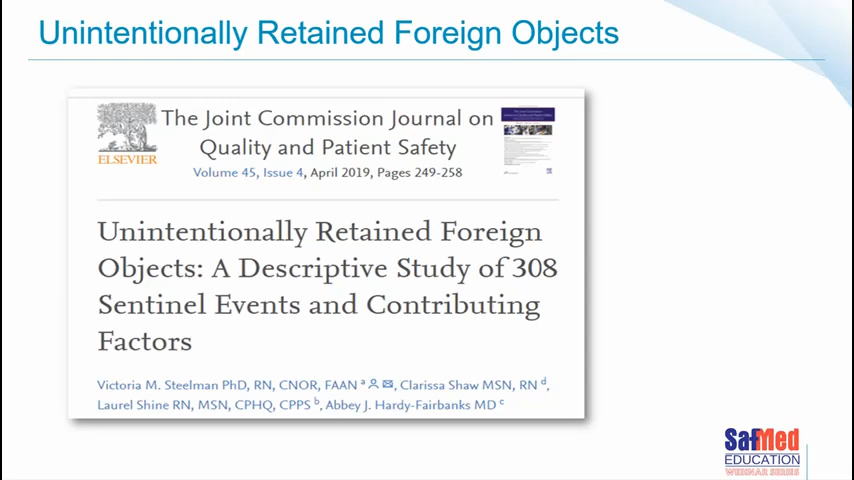 Unintentionally Retained Foreign Objects
The Joint Commission Journal on
Quality and Patient Safety
ELSEVIER
Volume 45, Issue 4, April 2019, Pages 249-258
Unintentionally Retained Foreign
Objects: A Descriptive Study of 308
Sentinel Events and Contributing
Factors
Victoria M. Steelman PhD, RN, CNOR, FAAN a, Clarissa Shaw MSN, RN d,
Laurel Shine RN, MSN, CPHQ, CPPS b, Abbey J. Hardy-Fairbanks MD c
SafMed
EDUCATION
WEBINAR SERIES